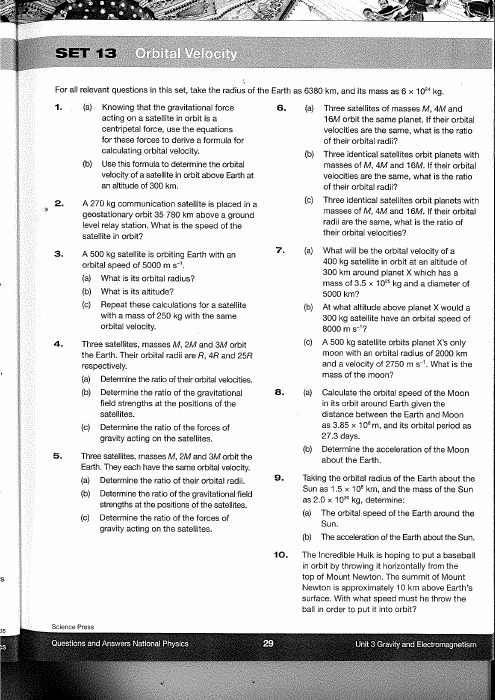 SET 13 Orbital Velocity
For all relevant questions in this set, take the radius of the Earth as 6380 km, and its mass as 6 × 10²⁴ kg.
1. (a) Knowing that the gravitational force
acting on a satellite in orbit is a
centripetal force, use the equations
for these forces to derive a formula for
calculating orbital velocity.
(b) Use this formula to determine the orbital
velocity of a satellite in orbit above Earth at
an altitude of 300 km.
2. A 270 kg communication satellite is placed in a
geostationary orbit 35 780 km above a ground
level relay station. What is the speed of the
satellite in orbit?
3. A 500 kg satellite is orbiting Earth with an
orbital speed of 5000 m s⁻¹.
(a) What is its orbital radius?
(b) What is its altitude?
(c) Repeat these calculations for a satellite
with a mass of 250 kg with the same
orbital velocity.
4. Three satellites, masses M, 2M and 3M orbit
the Earth. Their orbital radii are R, 4R and 25R
respectively.
(a) Determine the ratio of their orbital velocities.
(b) Determine the ratio of the gravitational
field strengths at the positions of the
satellites.
(c) Determine the ratio of the forces of
gravity acting on the satellites.
5. Three satellites, masses M, 2M and 3M orbit the
Earth. They each have the same orbital velocity.
(a) Determine the ratio of their orbital radii.
(b) Determine the ratio of the gravitational field
strengths at the positions of the satellites.
(c) Determine the ratio of the forces of
gravity acting on the satellites.
6. (a) Three satellites of masses M, 4M and
16M orbit the same planet. If their orbital
velocities are the same, what is the ratio
of their orbital radii?
(b) Three identical satellites orbit planets with
masses of M, 4M and 16M. If their orbital
velocities are the same, what is the ratio
of their orbital radii?
(c) Three identical satellites orbit planets with
masses of M, 4M and 16M. If their orbital
radii are the same, what is the ratio of
their orbital velocities?
7. (a) What will be the orbital velocity of a
400 kg satellite in orbit at an altitude of
300 km around planet X which has a
mass of 3.5 × 10²⁵ kg and a diameter of
5000 km?
(b) At what altitude above planet X would a
300 kg satellite have an orbital speed of
8000 m s⁻¹?
(c) A 500 kg satellite orbits planet X's only
moon with an orbital radius of 2000 km
and a velocity of 2750 m s⁻¹. What is the
mass of the moon?
8. (a) Calculate the orbital speed of the Moon
in its orbit around Earth given the
distance between the Earth and Moon
as 3.85 × 10⁸ m, and its orbital period as
27.3 days.
(b) Determine the acceleration of the Moon
about the Earth.
9. Taking the orbital radius of the Earth about the
Sun as 1.5 × 10⁸ km, and the mass of the Sun
as 2.0 × 10³⁰ kg, determine:
(a) The orbital speed of the Earth around the
Sun.
(b) The acceleration of the Earth about the Sun.
10. The Incredible Hulk is hoping to put a baseball
in orbit by throwing it horizontally from the
top of Mount Newton. The summit of Mount
Newton is approximately 10 km above Earth's
surface. With what speed must he throw the
ball in order to put it into orbit?
Science Press
Questions and Answers National Physics
29
Unit 3 Gravity and Electromagnetism